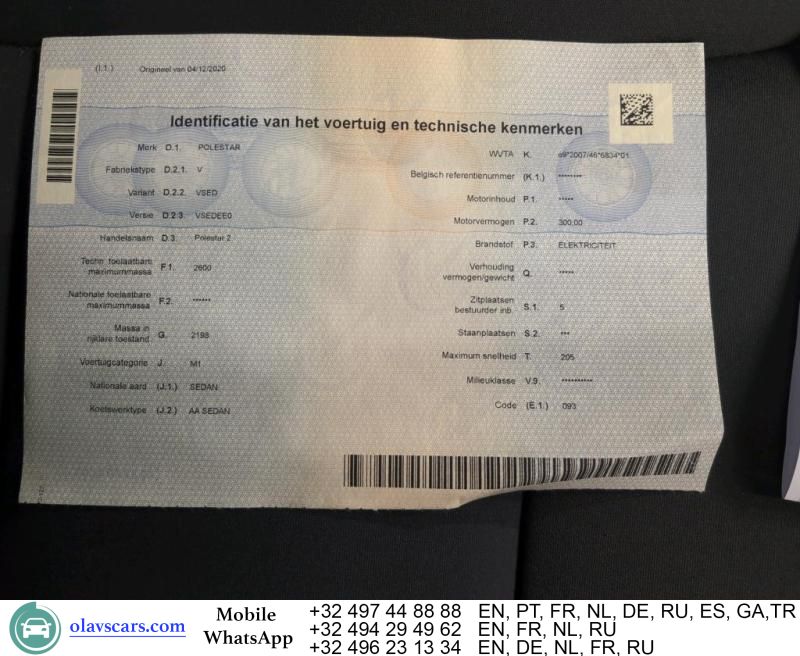 (I.1.) Origineel van 04/12/2020
Identificatie van het voertuig en technische kenmerken
Merk D.1. POLESTAR
Fabriekstype D.2.1. V
Variant D.2.2. VSED
Versie D.2.3. VSEDEE0
Handelsnaam D.3. Polestar 2
Techn. toelaatbare
maximummassa F.1. 2600
Nationale toelaatbare
maximummassa F.2. ******
Massa in
rijklare toestand G. 2198
Voertuigcategorie J. M1
Nationale aard (J.1.) SEDAN
Koetswerktype (J.2.) AA SEDAN
WVTA K. e9*2007/46*6834*01
Belgisch referentienummer (K.1.) ********
Motorinhoud P.1. *****
Motorvermogen P.2. 300.00
Brandstof P.3. ELEKTRICITEIT
Verhouding
vermogen/gewicht Q. *****
Zitplaatsen
bestuurder inb. S.1. 5
Staanplaatsen S.2. ***
Maximum snelheid T. 205
Milieuklasse V.9. **********
Code (E.1.) 093
olavscars.com
Mobile
WhatsApp
+32 497 44 88 88 EN, PT, FR, NL, DE, RU, ES, GA,TR
+32 494 29 49 62 EN, FR, NL, RU
+32 496 23 13 34 EN, DE, NL, FR, RU